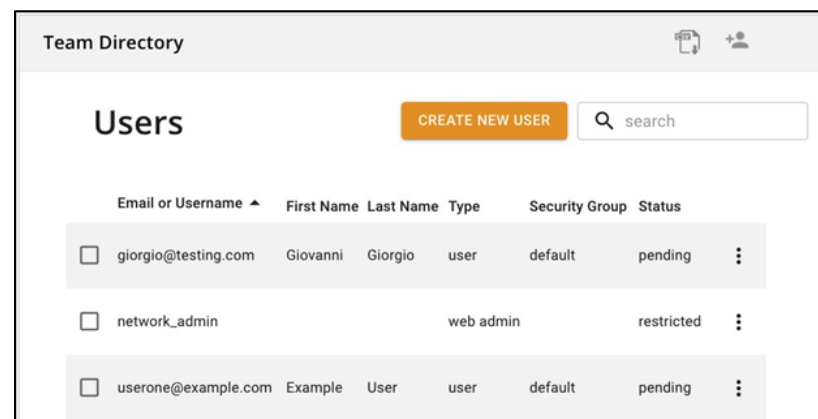 Team Directory
Users
CREATE NEW USER
search
Email or Username First Name Last Name Type Security Group Status
giorgio@testing.com Giovanni Giorgio user default pending
network_admin web admin restricted
userone@example.com Example User user default pending